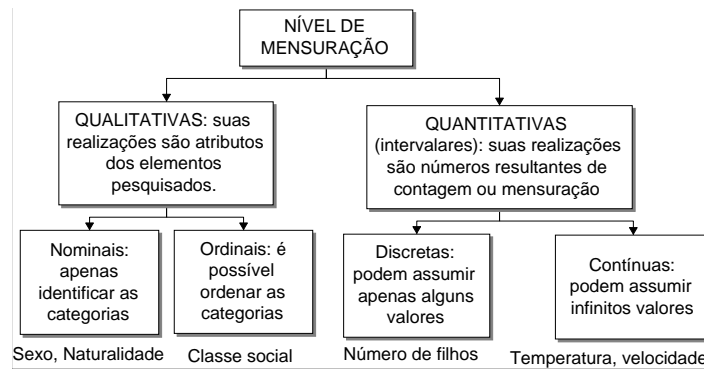 NÍVEL DE
MENSURAÇÃO
QUALITATIVAS: suas
realizações são atributos
dos elementos
pesquisados.
QUANTITATIVAS
(intervalares): suas realizações
são números resultantes de
contagem ou mensuração
Nominais:
apenas
identificar as
categorias
Ordinais: é
possível
ordenar as
categorias
Discretas:
podem assumir
apenas alguns
valores
Contínuas:
podem assumir
infinitos valores
Sexo, Naturalidade
Classe social
Número de filhos
Temperatura, velocidade